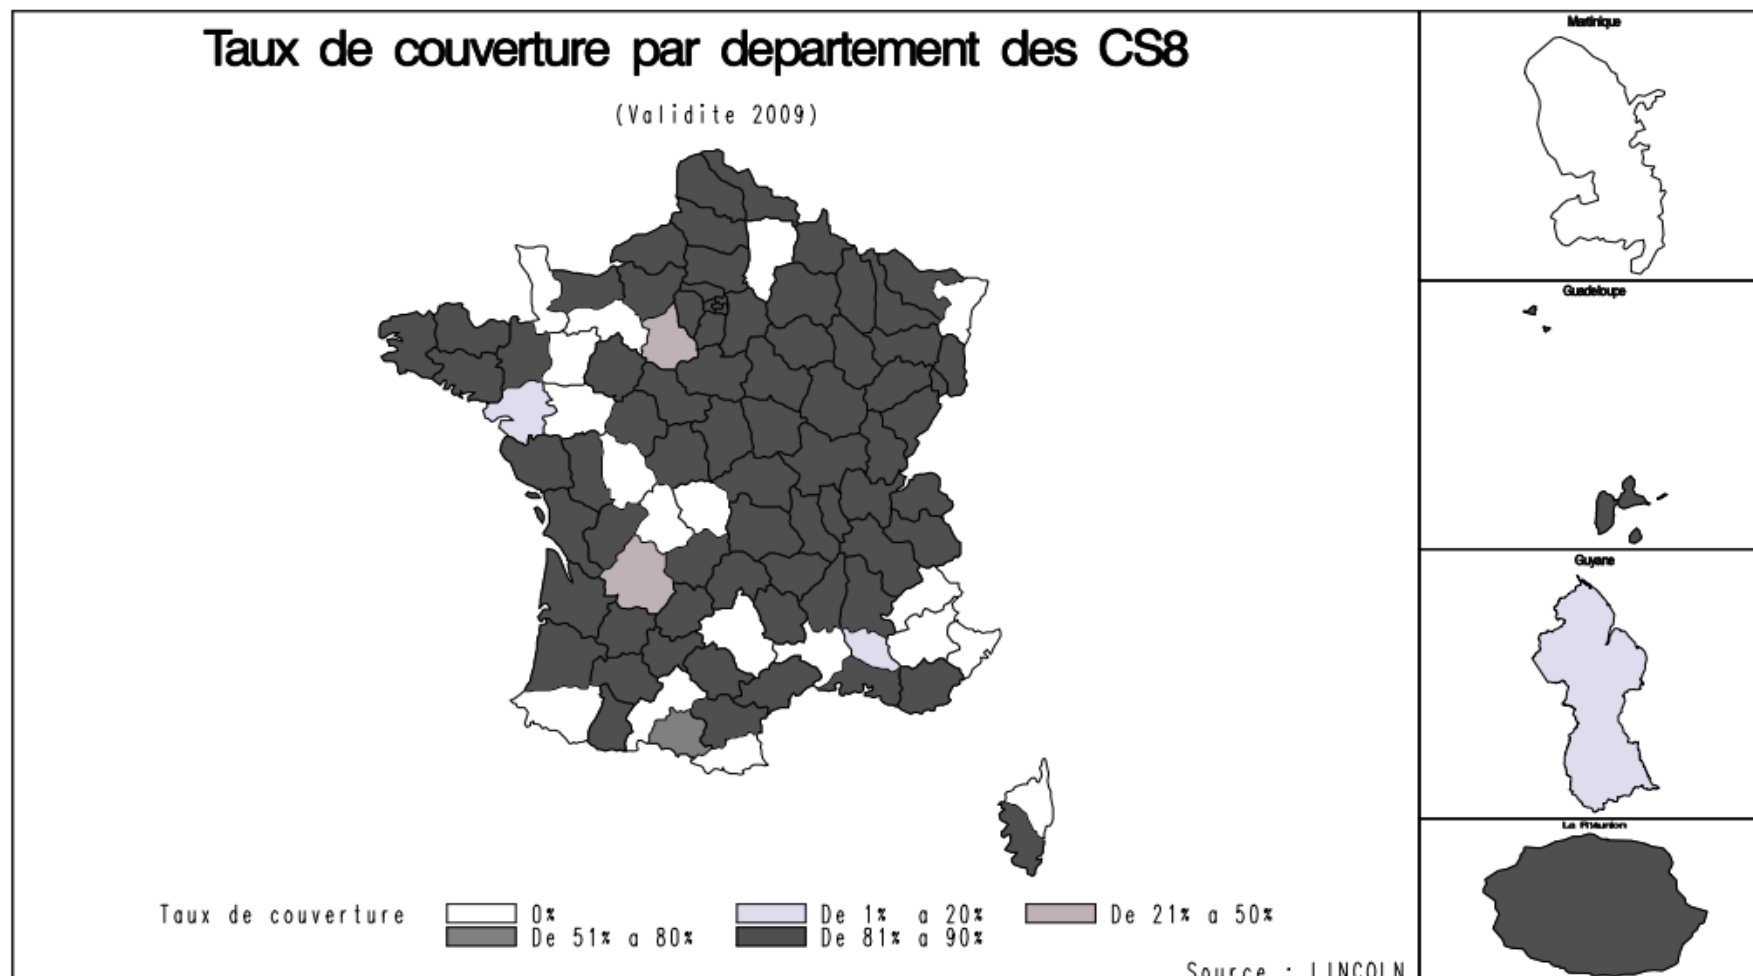 Taux de couverture par departement des CS8
(Validite 2009)
Martinique
Guadeloupe
Guyane
La Réunion
Taux de couverture
0%
De 1% a 20%
De 21% a 50%
De 51% a 80%
De 81% a 90%
Source : LINCOLN